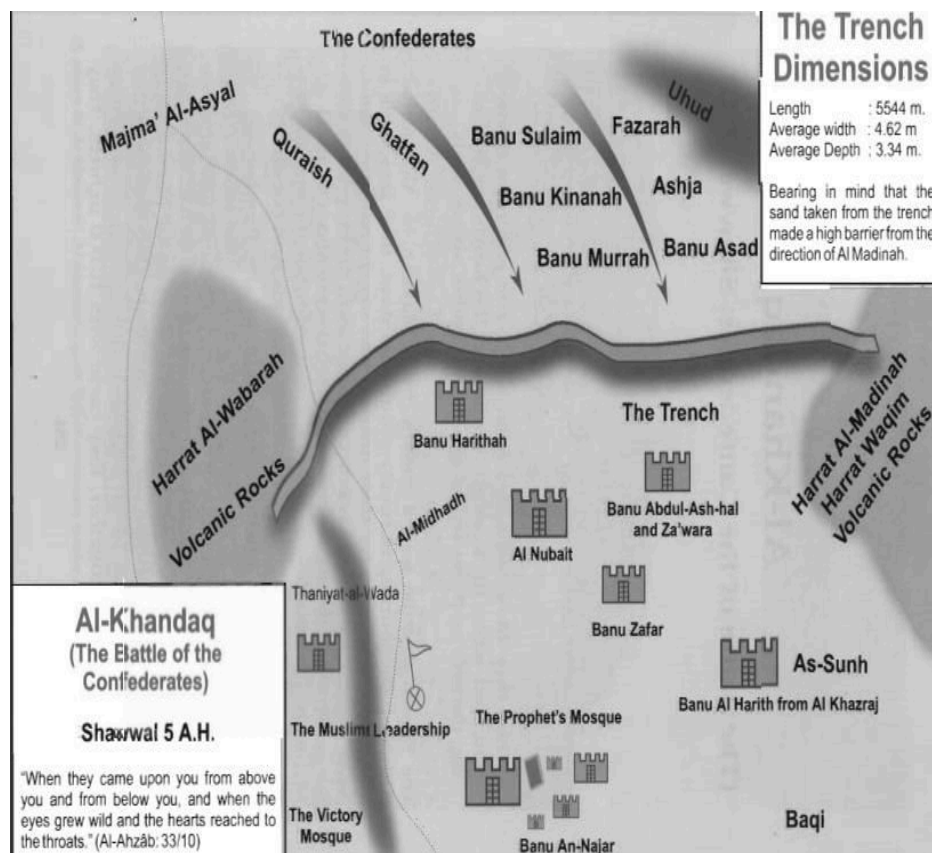 The Confederates
The Trench
Dimensions
Length : 5544 m.
Average width : 4.62 m
Average Depth : 3.34 m.
Bearing in mind that the
sand taken from the trench
made a high barrier from the
direction of Al Madinah.
Majma' Al-Asyal
Quraish
Ghatfan
Banu Sulaim
Fazarah
Uhud
Banu Kinanah
Ashja
Banu Murrah
Banu Asad
Harrat Al-Wabarah
Volcanic Rocks
Harrat Al-Madinah
Harrat Waqim
Volcanic Rocks
The Trench
Banu Harithah
Al-Midhadh
Al Nubait
Banu Abdul-Ash-hal
and Za'wara
Banu Zafar
As-Sunh
Banu Al Harith from Al Khazraj
Thaniyat-al-Wada
The Muslim Leadership
The Prophet's Mosque
The Victory
Mosque
Banu An-Najar
Baqi
Al-Khandaq
(The Battle of the
Confederates)
Shawwal 5 A.H.
"When they came upon you from above
you and from below you, and when the
eyes grew wild and the hearts reached to
the throats." (Al-Ahzâb: 33/10)